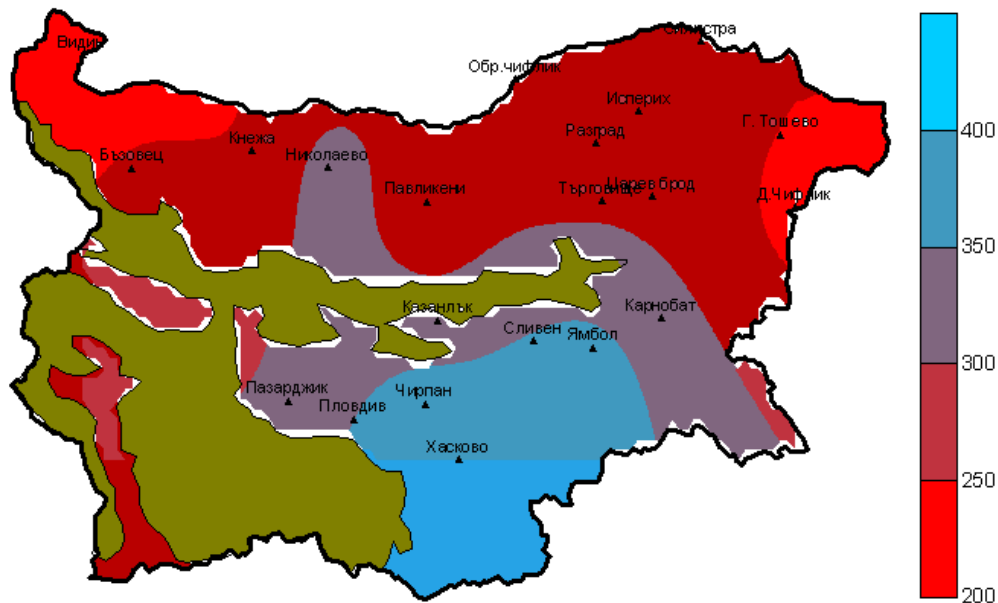 Силистра
Видин
Обр.чифлик
400
Исперих
Г. Тошево
Разград
Кнежа
Николаево
Бъзовец
Павликени
Търговище
Царев брод
Д.Чифлик
350
Казанлък
Карнобат
Сливен
Ямбол
300
Пазарджик
Чирпан
Пловдив
Хасково
250
200